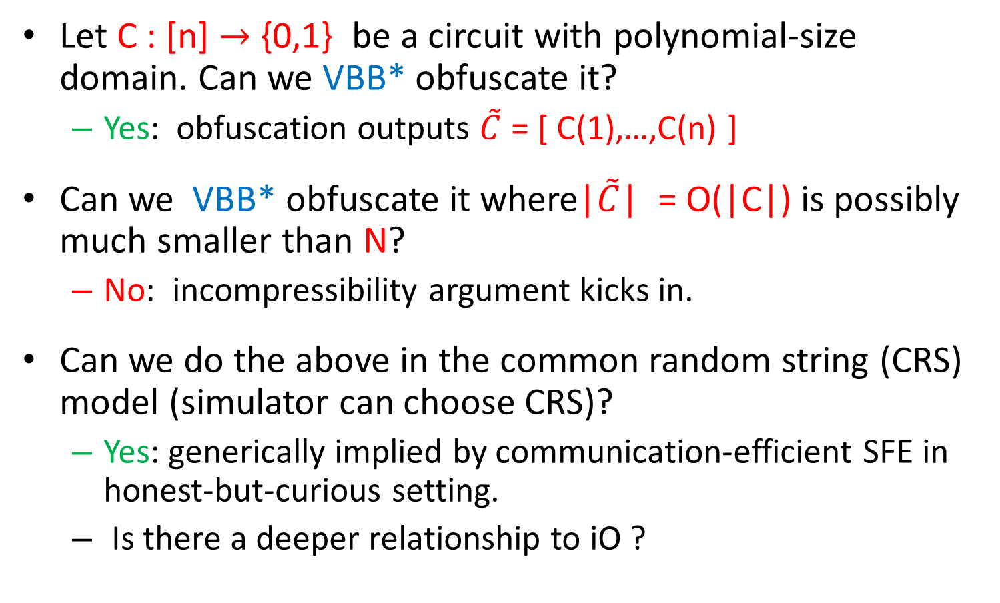 • Let C : [n] → {0,1} be a circuit with polynomial-size
domain. Can we VBB* obfuscate it?
– Yes: obfuscation outputs C̃ = [ C(1),…,C(n) ]
• Can we VBB* obfuscate it where|C̃| = O(|C|) is possibly
much smaller than N?
– No: incompressibility argument kicks in.
• Can we do the above in the common random string (CRS)
model (simulator can choose CRS)?
– Yes: generically implied by communication-efficient SFE in
honest-but-curious setting.
– Is there a deeper relationship to iO ?